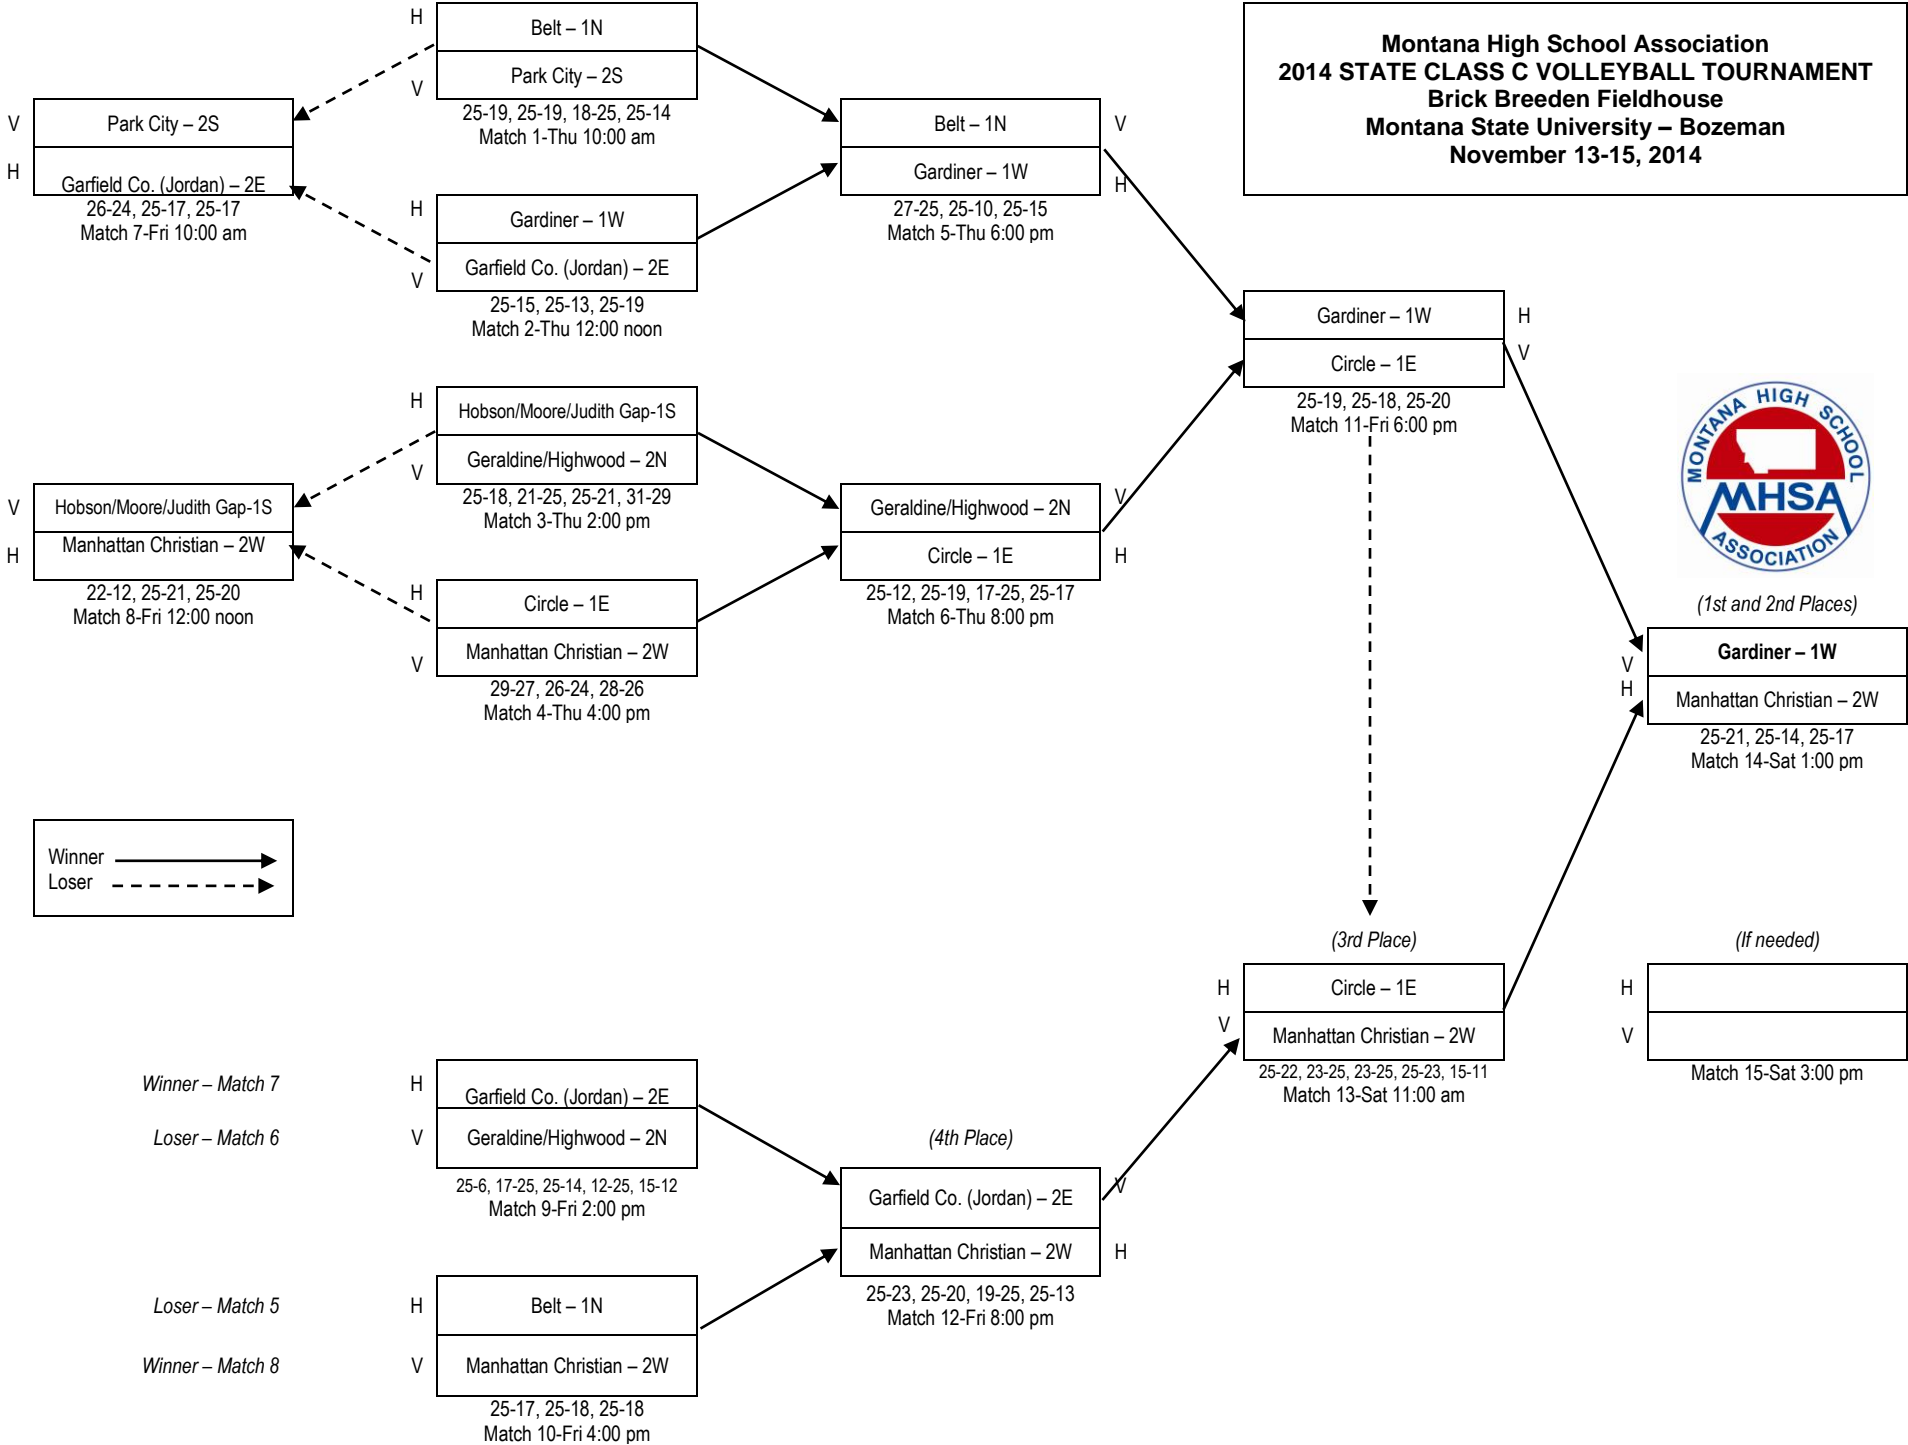 Montana High School Association
2014 STATE CLASS C VOLLEYBALL TOURNAMENT
Brick Breeden Fieldhouse
Montana State University – Bozeman
November 13-15, 2014
H
Belt – 1N
Park City – 2S
V
25-19, 25-19, 18-25, 25-14
Match 1-Thu 10:00 am
V
Park City – 2S
H
Garfield Co. (Jordan) – 2E
26-24, 25-17, 25-17
Match 7-Fri 10:00 am
H
Gardiner – 1W
Garfield Co. (Jordan) – 2E
V
25-15, 25-13, 25-19
Match 2-Thu 12:00 noon
Belt – 1N
V
Gardiner – 1W
H
27-25, 25-10, 25-15
Match 5-Thu 6:00 pm
Gardiner – 1W
H
Circle – 1E
V
25-19, 25-18, 25-20
Match 11-Fri 6:00 pm
H
Hobson/Moore/Judith Gap-1S
Geraldine/Highwood – 2N
V
25-18, 21-25, 25-21, 31-29
Match 3-Thu 2:00 pm
V
Hobson/Moore/Judith Gap-1S
H
Manhattan Christian – 2W
22-12, 25-21, 25-20
Match 8-Fri 12:00 noon
H
Circle – 1E
Manhattan Christian – 2W
V
29-27, 26-24, 28-26
Match 4-Thu 4:00 pm
Geraldine/Highwood – 2N
V
Circle – 1E
H
25-12, 25-19, 17-25, 25-17
Match 6-Thu 8:00 pm
MONTANA HIGH SCHOOL
MHSA
ASSOCIATION
(1st and 2nd Places)
V
Gardiner – 1W
H
Manhattan Christian – 2W
25-21, 25-14, 25-17
Match 14-Sat 1:00 pm
Winner
Loser
(3rd Place)
H
Circle – 1E
V
Manhattan Christian – 2W
25-22, 23-25, 23-25, 25-23, 15-11
Match 13-Sat 11:00 am
(If needed)
H
V
Match 15-Sat 3:00 pm
Winner – Match 7
H
Garfield Co. (Jordan) – 2E
Loser – Match 6
V
Geraldine/Highwood – 2N
25-6, 17-25, 25-14, 12-25, 15-12
Match 9-Fri 2:00 pm
(4th Place)
Garfield Co. (Jordan) – 2E
V
Manhattan Christian – 2W
H
25-23, 25-20, 19-25, 25-13
Match 12-Fri 8:00 pm
Loser – Match 5
H
Belt – 1N
Winner – Match 8
V
Manhattan Christian – 2W
25-17, 25-18, 25-18
Match 10-Fri 4:00 pm